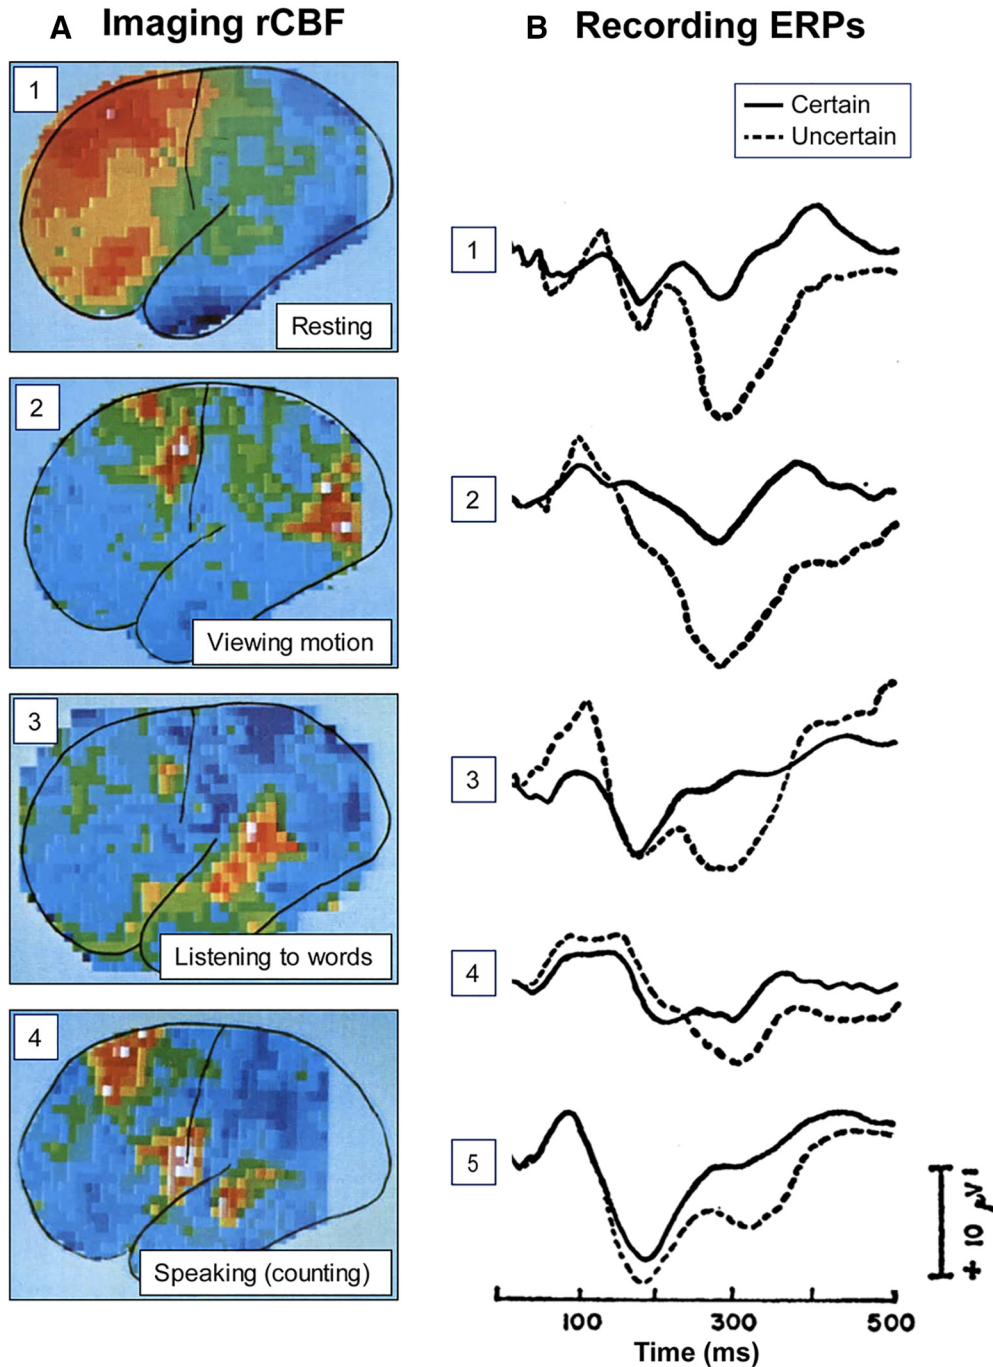 A Imaging rCBF
1
Resting
2
Viewing motion
3
Listening to words
4
Speaking (counting)
B Recording ERPs
Certain
Uncertain
1
2
3
4
5
+ 10 μV
100 300 500
Time (ms)